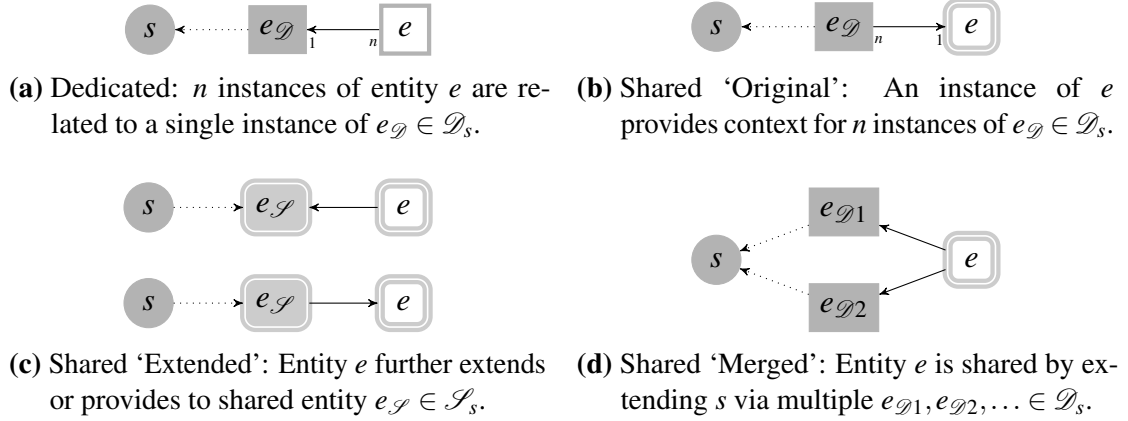 s e𝒟 1 n e
(a) Dedicated: n instances of entity e are re-
lated to a single instance of e𝒟 ∈ 𝒟s.
s e𝒟 n 1 e
(b) Shared ‘Original’: An instance of e
provides context for n instances of e𝒟 ∈ 𝒟s.
s e𝒮 e
s e𝒮 e
(c) Shared ‘Extended’: Entity e further extends
or provides to shared entity e𝒮 ∈ 𝒮s.
e𝒟1
s e
e𝒟2
(d) Shared ‘Merged’: Entity e is shared by ex-
tending s via multiple e𝒟1, e𝒟2, … ∈ 𝒟s.